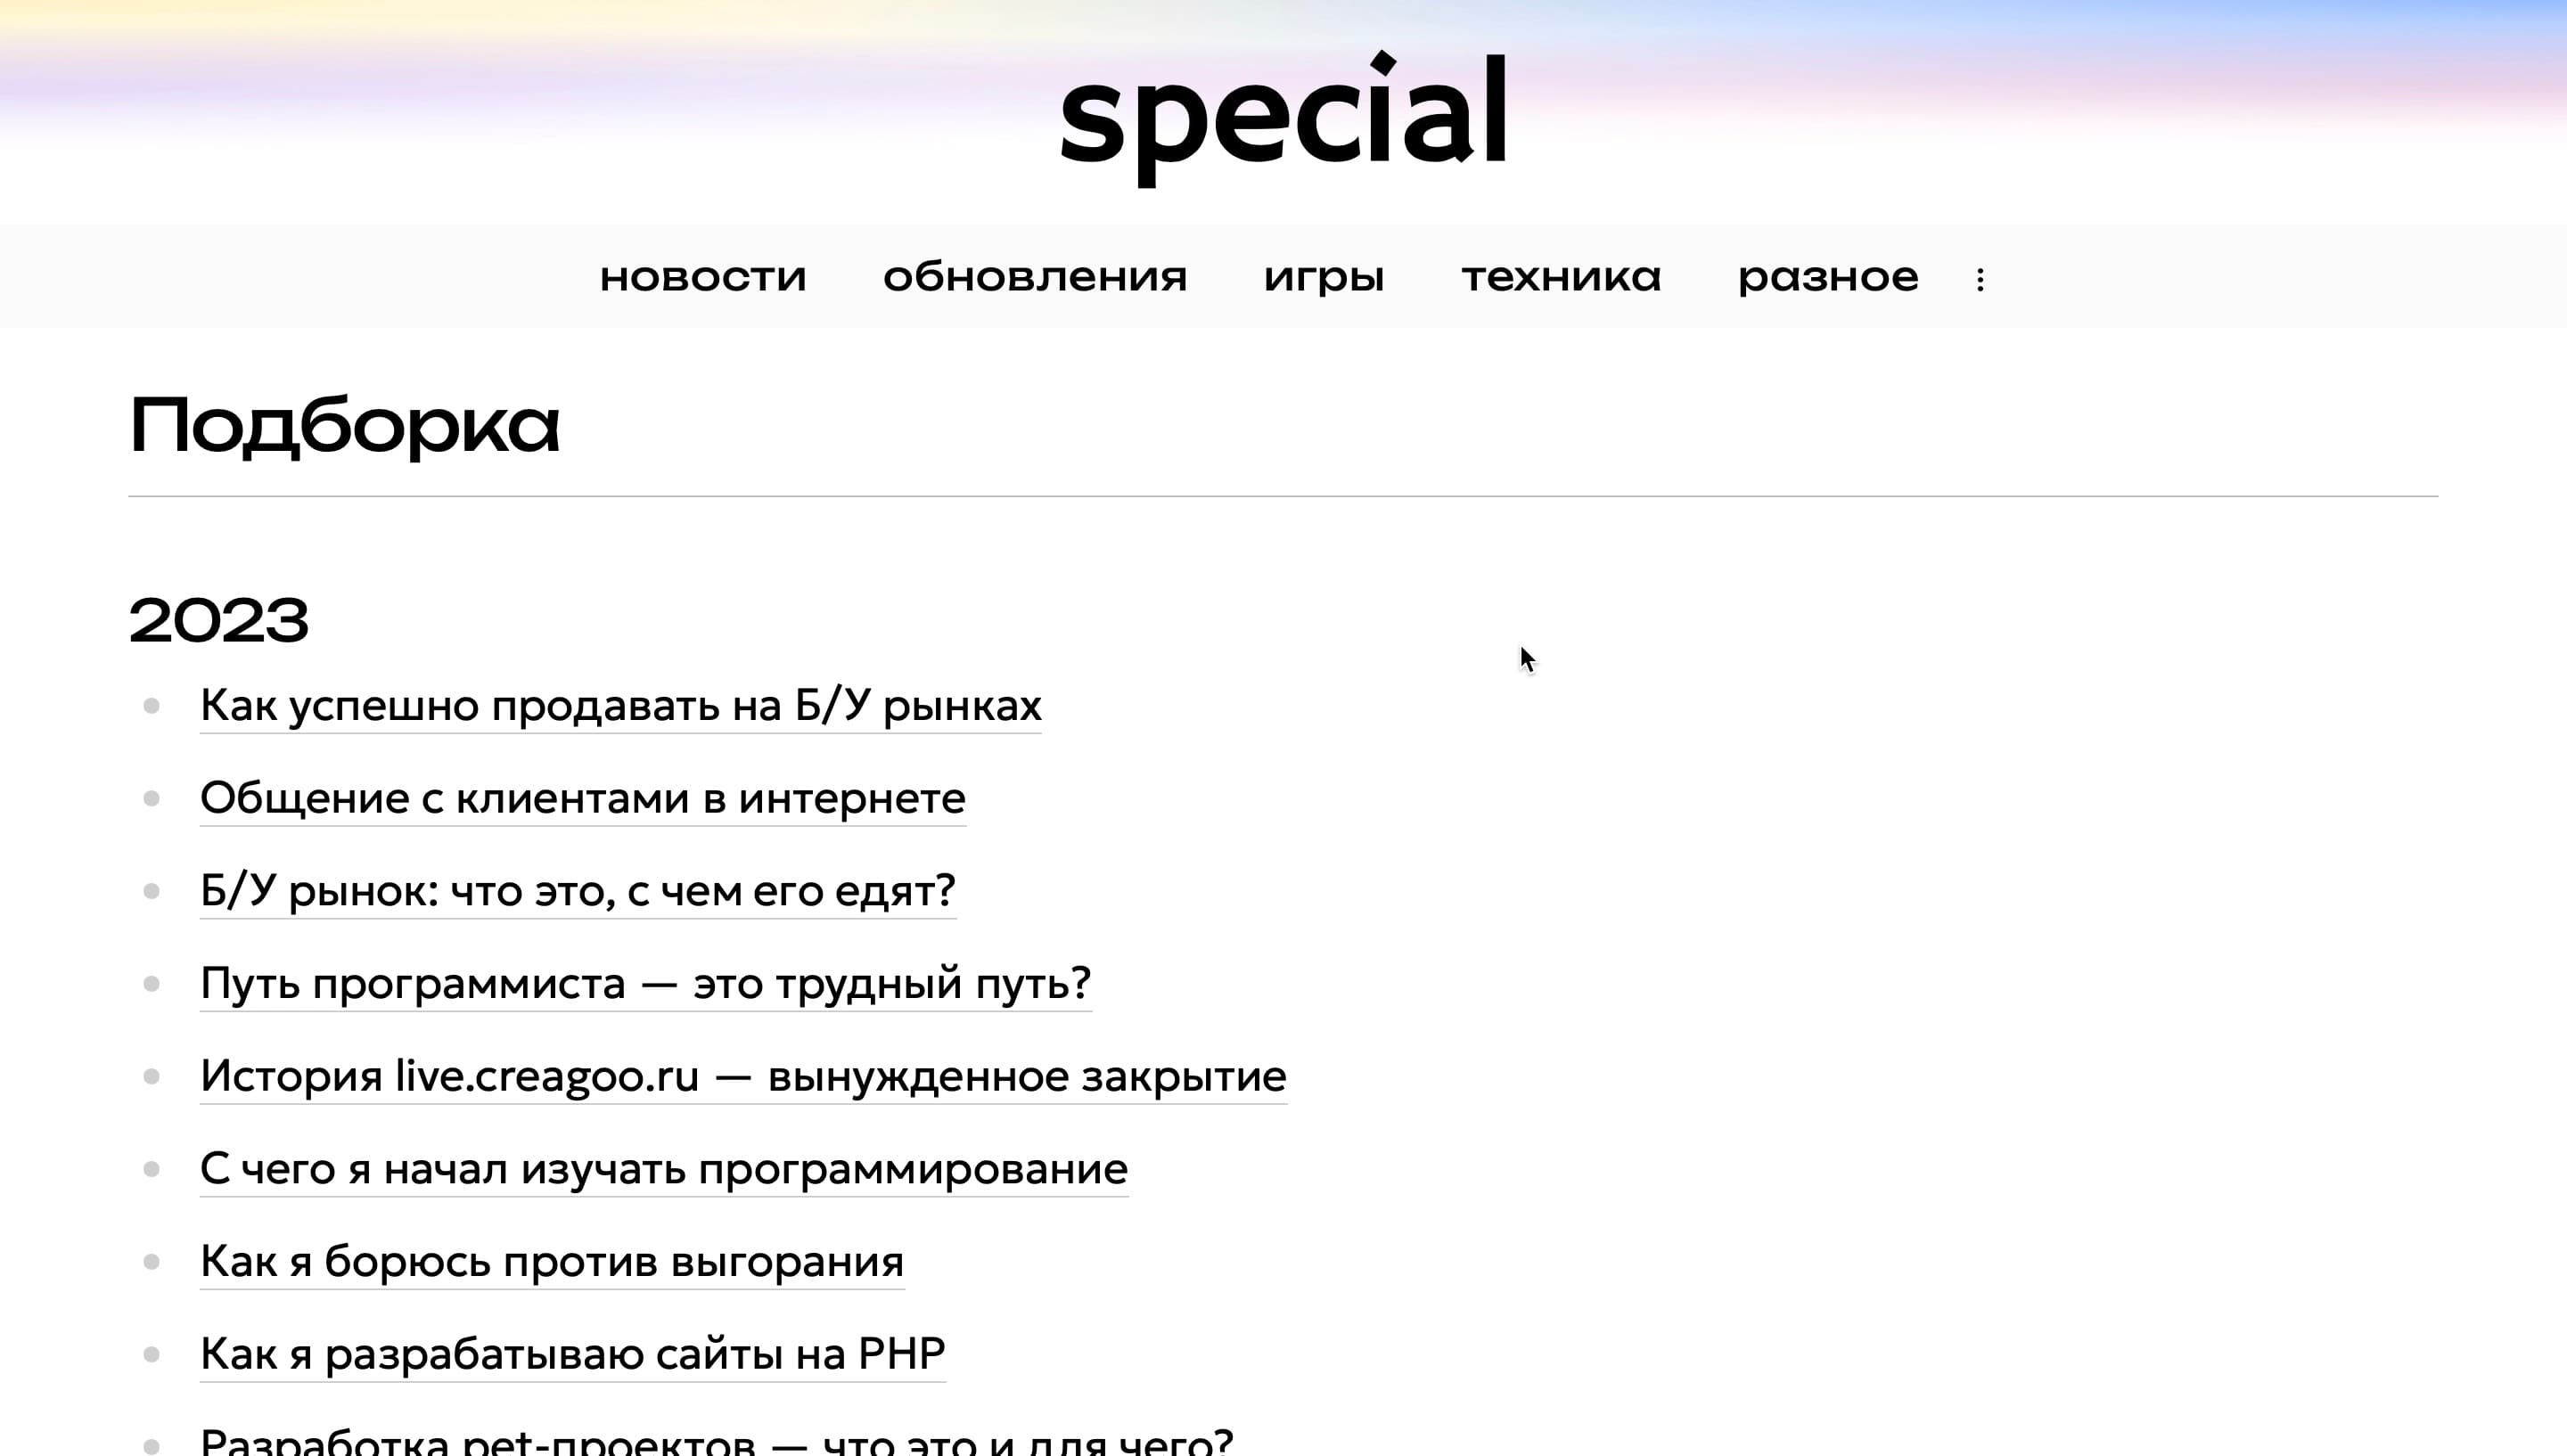 special
новости обновления игры техника разное
Подборка
2023
Как успешно продавать на Б/У рынках
Общение с клиентами в интернете
Б/У рынок: что это, с чем его едят?
Путь программиста — это трудный путь?
История live.creagoo.ru — вынужденное закрытие
С чего я начал изучать программирование
Как я борюсь против выгорания
Как я разрабатываю сайты на PHP
Разработка pet-проектов — что это и для чего?